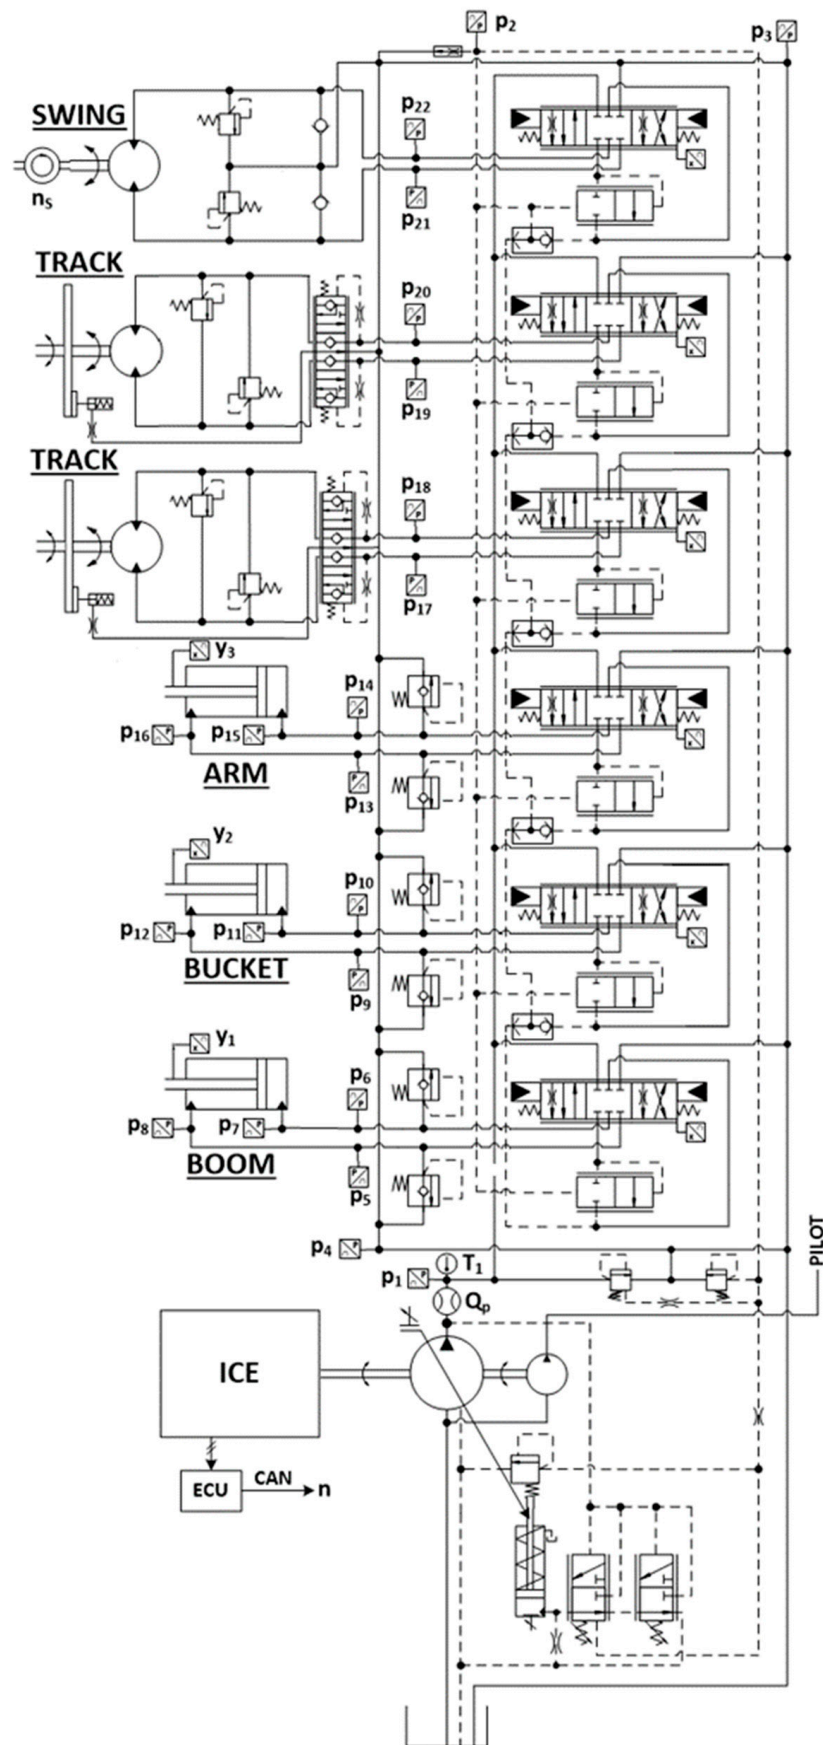 p2
p3
SWING
p22
nS
p21
TRACK
p20
p19
TRACK
p18
p17
y3
p14
p16
p15
ARM
p13
y2
p10
p12
p11
BUCKET
p9
y1
p6
p8
p7
BOOM
p5
p4
T1
p1
Qp
PILOT
ICE
ECU
CAN
n